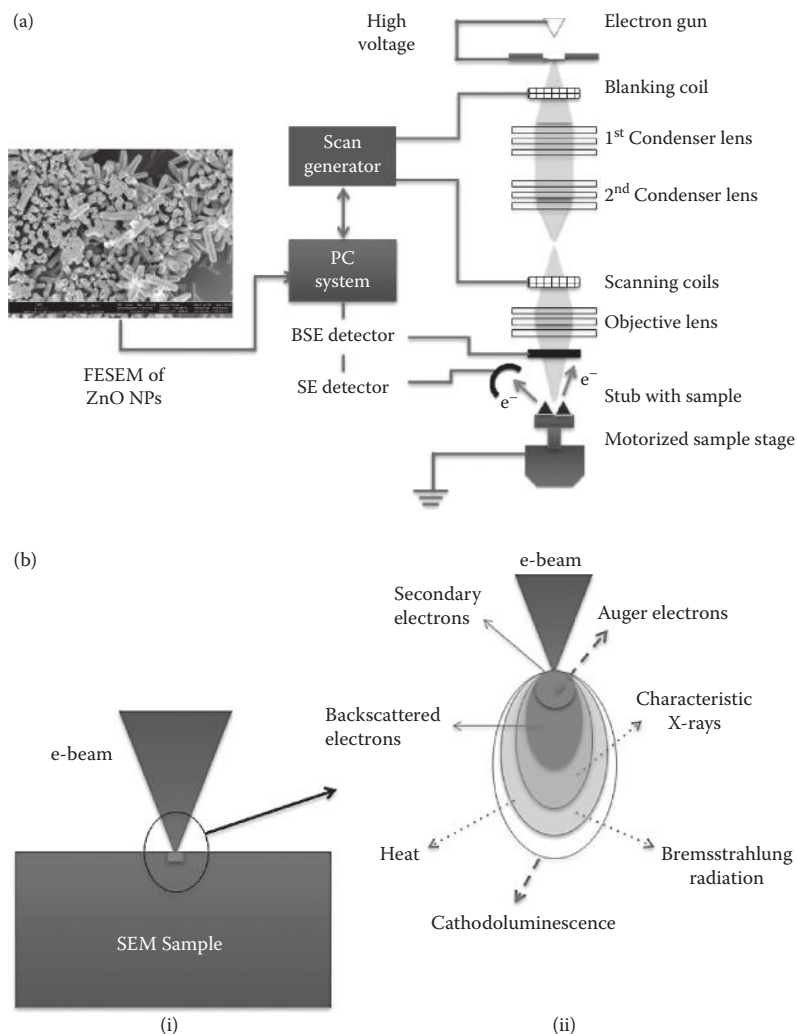 (a)
High
voltage
Electron gun
Blanking coil
Scan
generator
1st Condenser lens
2nd Condenser lens
PC
system
Scanning coils
BSE detector
Objective lens
FESEM of
ZnO NPs
SE detector
e−
e−
Stub with sample
Motorized sample stage
(b)
e-beam
Secondary
electrons
Auger electrons
Backscattered
electrons
Characteristic
X-rays
e-beam
Heat
Bremsstrahlung
radiation
Cathodoluminescence
SEM Sample
(i)
(ii)